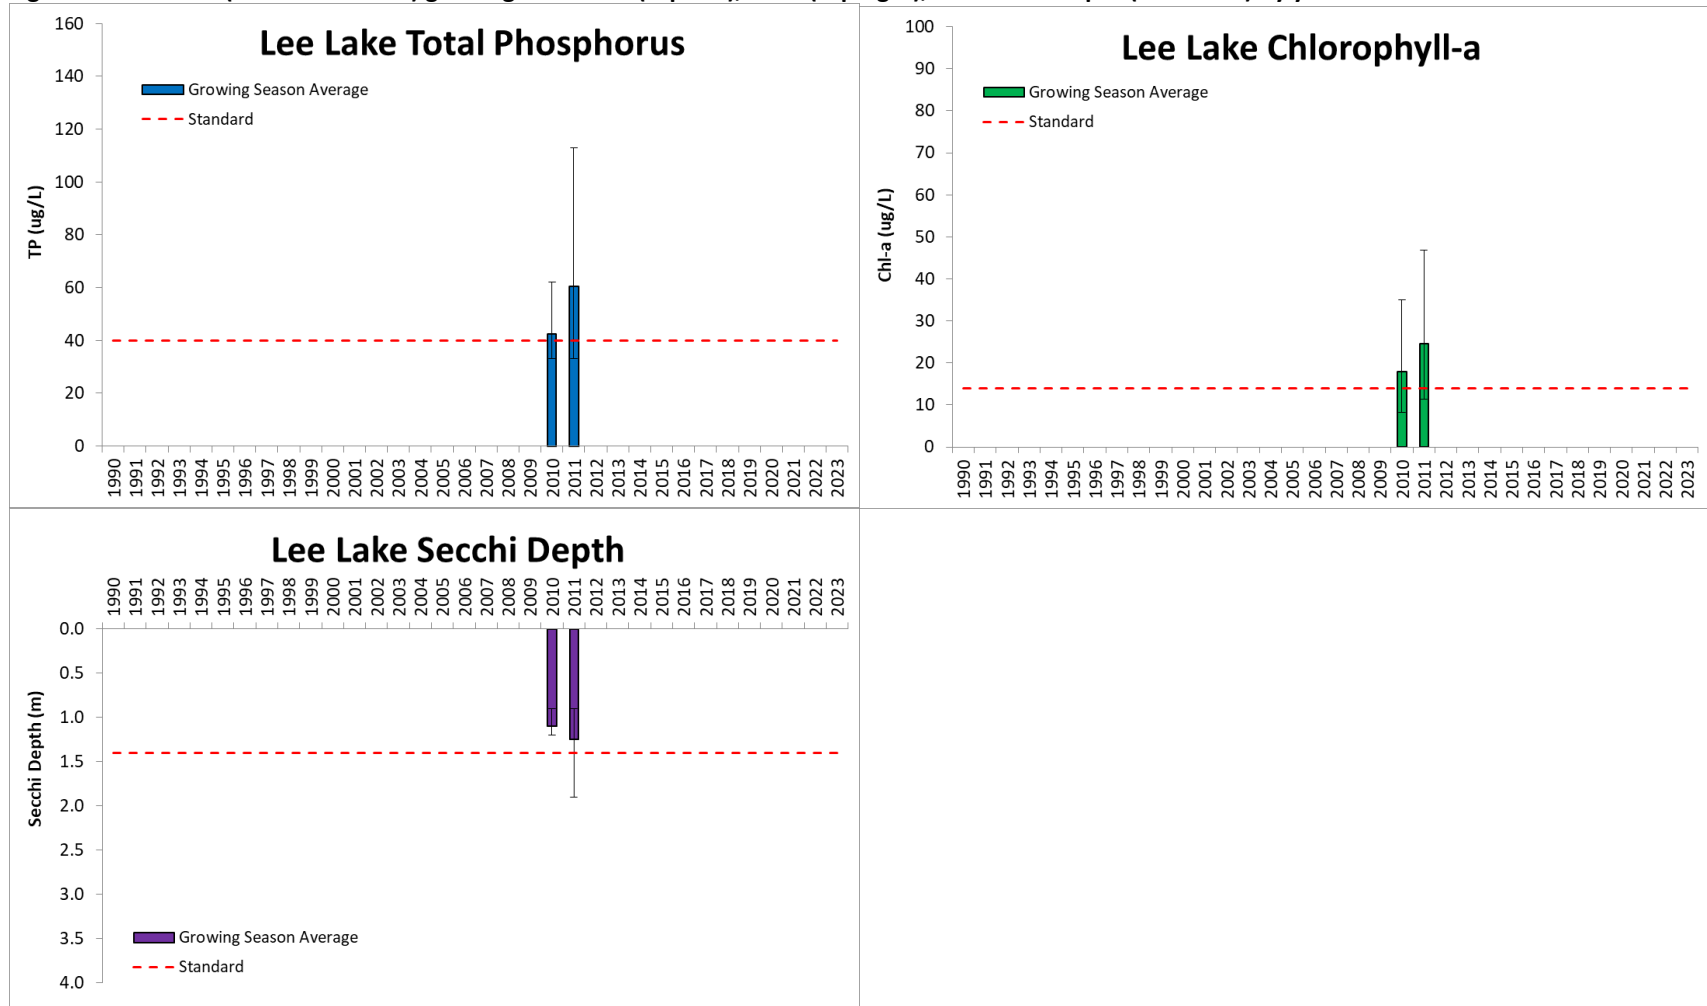 Lee Lake Total Phosphorus
Growing Season Average
Standard
TP (ug/L)
160
140
120
100
80
60
40
20
0
1990 1991 1992 1993 1994 1995 1996 1997 1998 1999 2000 2001 2002 2003 2004 2005 2006 2007 2008 2009 2010 2011 2012 2013 2014 2015 2016 2017 2018 2019 2020 2021 2022 2023
Lee Lake Chlorophyll-a
Growing Season Average
Standard
Chl-a (ug/L)
100
90
80
70
60
50
40
30
20
10
0
1990 1991 1992 1993 1994 1995 1996 1997 1998 1999 2000 2001 2002 2003 2004 2005 2006 2007 2008 2009 2010 2011 2012 2013 2014 2015 2016 2017 2018 2019 2020 2021 2022 2023
Lee Lake Secchi Depth
1990 1991 1992 1993 1994 1995 1996 1997 1998 1999 2000 2001 2002 2003 2004 2005 2006 2007 2008 2009 2010 2011 2012 2013 2014 2015 2016 2017 2018 2019 2020 2021 2022 2023
Secchi Depth (m)
0.0
0.5
1.0
1.5
2.0
2.5
3.0
3.5
4.0
Growing Season Average
Standard